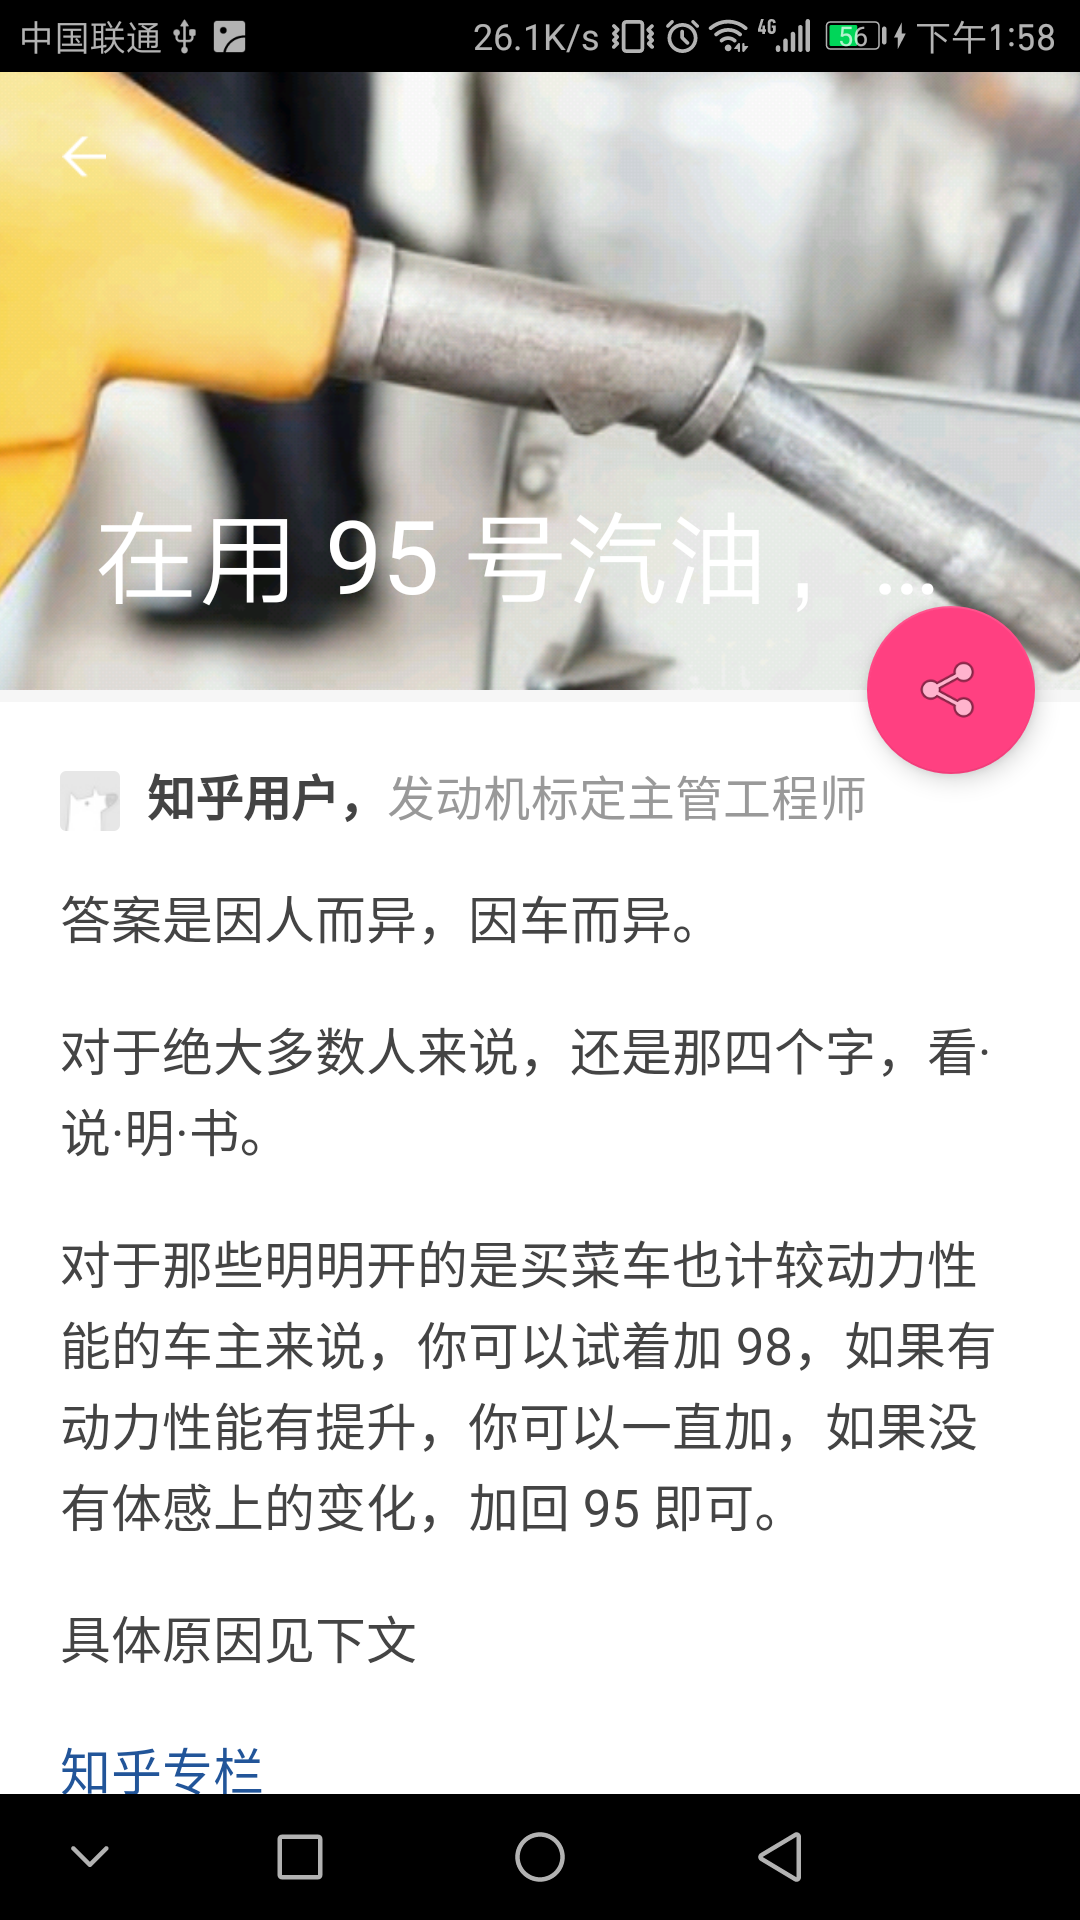 中国联通 26.1K/s 4G 56 下午1:58
在用 95 号汽油，...
知乎用户，发动机标定主管工程师
答案是因人而异，因车而异。
对于绝大多数人来说，还是那四个字，看·
说·明·书。
对于那些明明开的是买菜车也计较动力性
能的车主来说，你可以试着加 98，如果有
动力性能有提升，你可以一直加，如果没
有体感上的变化，加回 95 即可。
具体原因见下文
知乎专栏